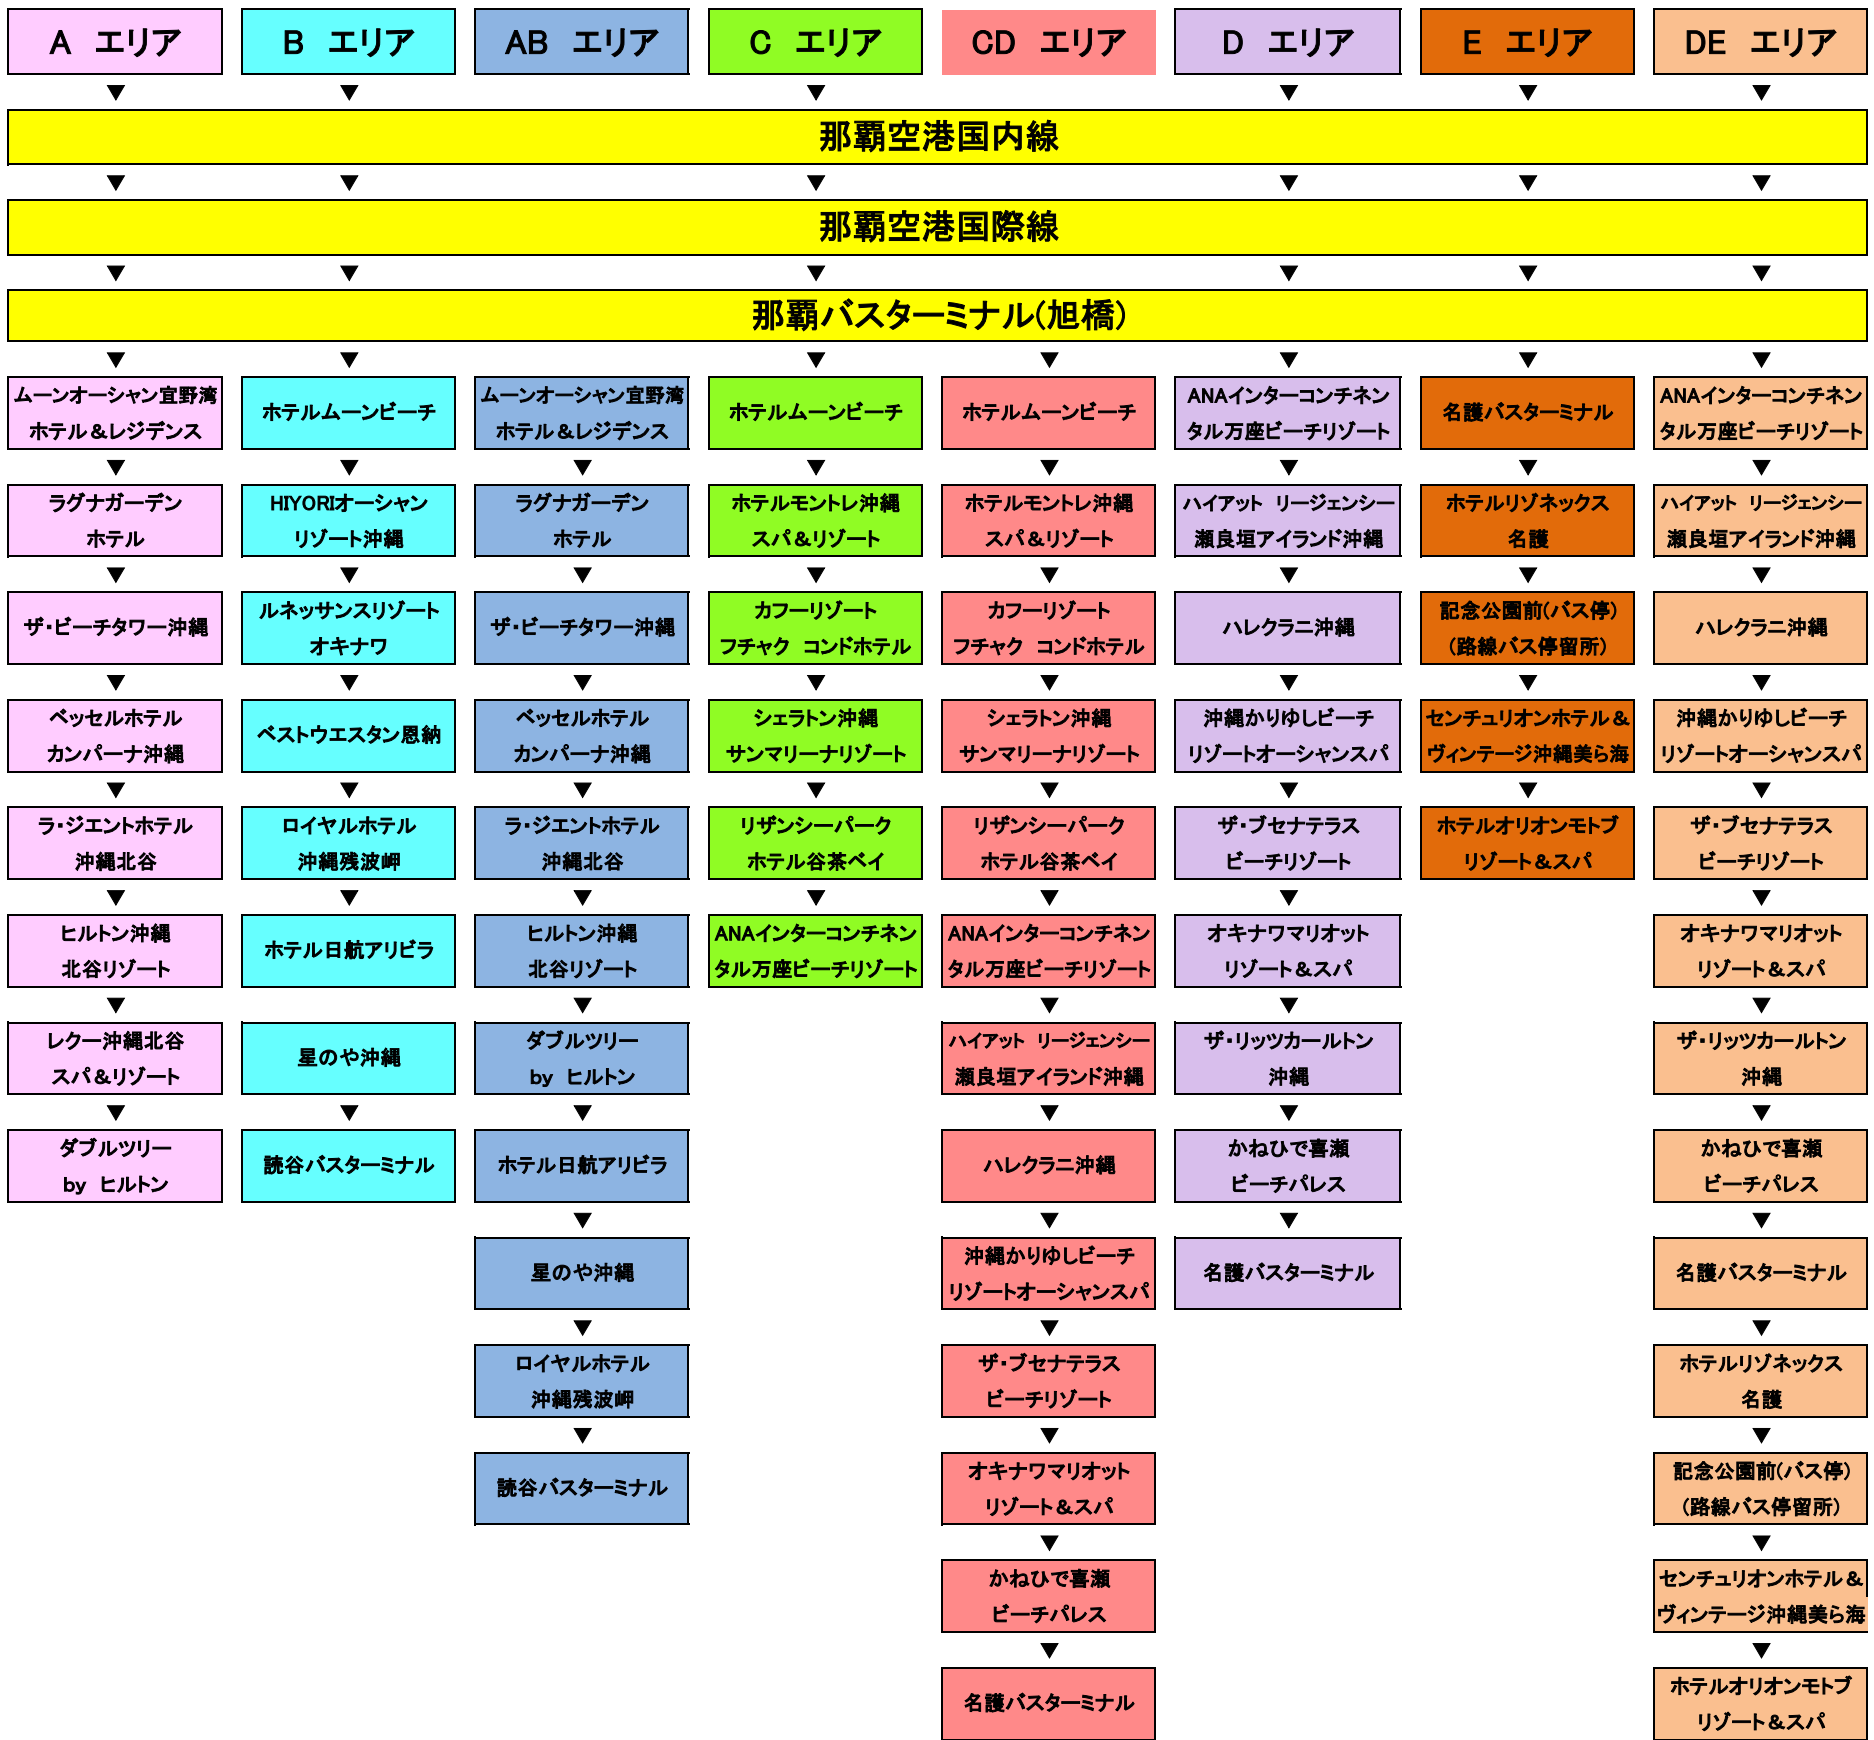 A　エリア
B　エリア
AB　エリア
C　エリア
CD　エリア
D　エリア
E　エリア
DE　エリア
那覇空港国内線
那覇空港国際線
那覇バスターミナル(旭橋)
ムーンオーシャン宜野湾
ホテル＆レジデンス
ラグナガーデン
ホテル
ザ・ビーチタワー沖縄
ベッセルホテル
カンパーナ沖縄
ラ・ジエントホテル
沖縄北谷
ヒルトン沖縄
北谷リゾート
レクー沖縄北谷
スパ＆リゾート
ダブルツリー
by　ヒルトン
ホテルムーンビーチ
HIYORIオーシャン
リゾート沖縄
ルネッサンスリゾート
オキナワ
ベストウエスタン恩納
ロイヤルホテル
沖縄残波岬
ホテル日航アリビラ
星のや沖縄
読谷バスターミナル
ムーンオーシャン宜野湾
ホテル＆レジデンス
ラグナガーデン
ホテル
ザ・ビーチタワー沖縄
ベッセルホテル
カンパーナ沖縄
ラ・ジエントホテル
沖縄北谷
ヒルトン沖縄
北谷リゾート
ダブルツリー
by　ヒルトン
ホテル日航アリビラ
星のや沖縄
ロイヤルホテル
沖縄残波岬
読谷バスターミナル
ホテルムーンビーチ
ホテルモントレ沖縄
スパ＆リゾート
カフーリゾート
フチャク　コンドホテル
シェラトン沖縄
サンマリーナリゾート
リザンシーパーク
ホテル谷茶ベイ
ANAインターコンチネン
タル万座ビーチリゾート
ホテルムーンビーチ
ホテルモントレ沖縄
スパ＆リゾート
カフーリゾート
フチャク　コンドホテル
シェラトン沖縄
サンマリーナリゾート
リザンシーパーク
ホテル谷茶ベイ
ANAインターコンチネン
タル万座ビーチリゾート
ハイアット　リージェンシー
瀬良垣アイランド沖縄
ハレクラニ沖縄
沖縄かりゆしビーチ
リゾートオーシャンスパ
ザ・ブセナテラス
ビーチリゾート
オキナワマリオット
リゾート＆スパ
かねひで喜瀬
ビーチパレス
名護バスターミナル
ANAインターコンチネン
タル万座ビーチリゾート
ハイアット　リージェンシー
瀬良垣アイランド沖縄
ハレクラニ沖縄
沖縄かりゆしビーチ
リゾートオーシャンスパ
ザ・ブセナテラス
ビーチリゾート
オキナワマリオット
リゾート＆スパ
ザ・リッツカールトン
沖縄
かねひで喜瀬
ビーチパレス
名護バスターミナル
名護バスターミナル
ホテルリゾネックス
名護
記念公園前(バス停)
(路線バス停留所)
センチュリオンホテル＆
ヴィンテージ沖縄美ら海
ホテルオリオンモトブ
リゾート＆スパ
ANAインターコンチネン
タル万座ビーチリゾート
ハイアット　リージェンシー
瀬良垣アイランド沖縄
ハレクラニ沖縄
沖縄かりゆしビーチ
リゾートオーシャンスパ
ザ・ブセナテラス
ビーチリゾート
オキナワマリオット
リゾート＆スパ
ザ・リッツカールトン
沖縄
かねひで喜瀬
ビーチパレス
名護バスターミナル
ホテルリゾネックス
名護
記念公園前(バス停)
(路線バス停留所)
センチュリオンホテル＆
ヴィンテージ沖縄美ら海
ホテルオリオンモトブ
リゾート＆スパ